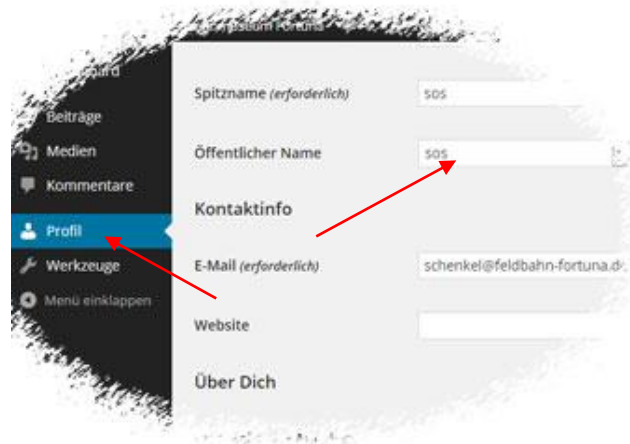 Fortuna
Beiträge
Medien
Kommentare
Profil
Werkzeuge
Menü einklappen
Spitzname (erforderlich)
sos
Öffentlicher Name
sos
Kontaktinfo
E-Mail (erforderlich)
schenkel@feldbahn-fortuna.d
Website
Über Dich